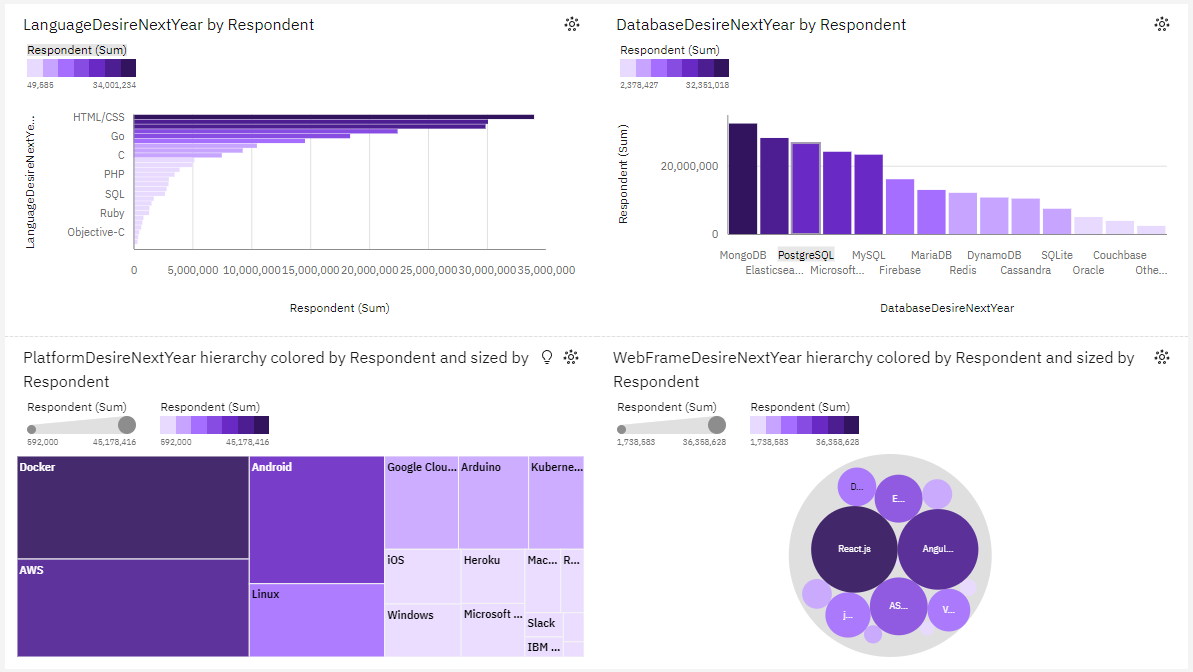 LanguageDesireNextYear by Respondent
Respondent (Sum)
49,585 34,001,234
LanguageDesireNextYe...
HTML/CSS
Go
C
PHP
SQL
Ruby
Objective-C
0 5,000,000 10,000,000 15,000,000 20,000,000 25,000,000 30,000,000 35,000,000
Respondent (Sum)
DatabaseDesireNextYear by Respondent
Respondent (Sum)
2,378,427 32,351,018
Respondent (Sum)
20,000,000
0
MongoDB PostgreSQL MySQL MariaDB DynamoDB SQLite Couchbase
Elasticsea... Microsoft... Firebase Redis Cassandra Oracle Othe...
DatabaseDesireNextYear
PlatformDesireNextYear hierarchy colored by Respondent and sized by
Respondent
Respondent (Sum) Respondent (Sum)
592,000 45,178,416 592,000 45,178,416
Docker Android Google Clou... Arduino Kuberne...
iOS Heroku Mac... R...
AWS
Linux
Windows Microsoft ...
Slack
IBM ...
WebFrameDesireNextYear hierarchy colored by Respondent and sized by
Respondent
Respondent (Sum) Respondent (Sum)
1,738,583 36,358,628 1,738,583 36,358,628
D... E...
React.js Angul...
j... AS... V...